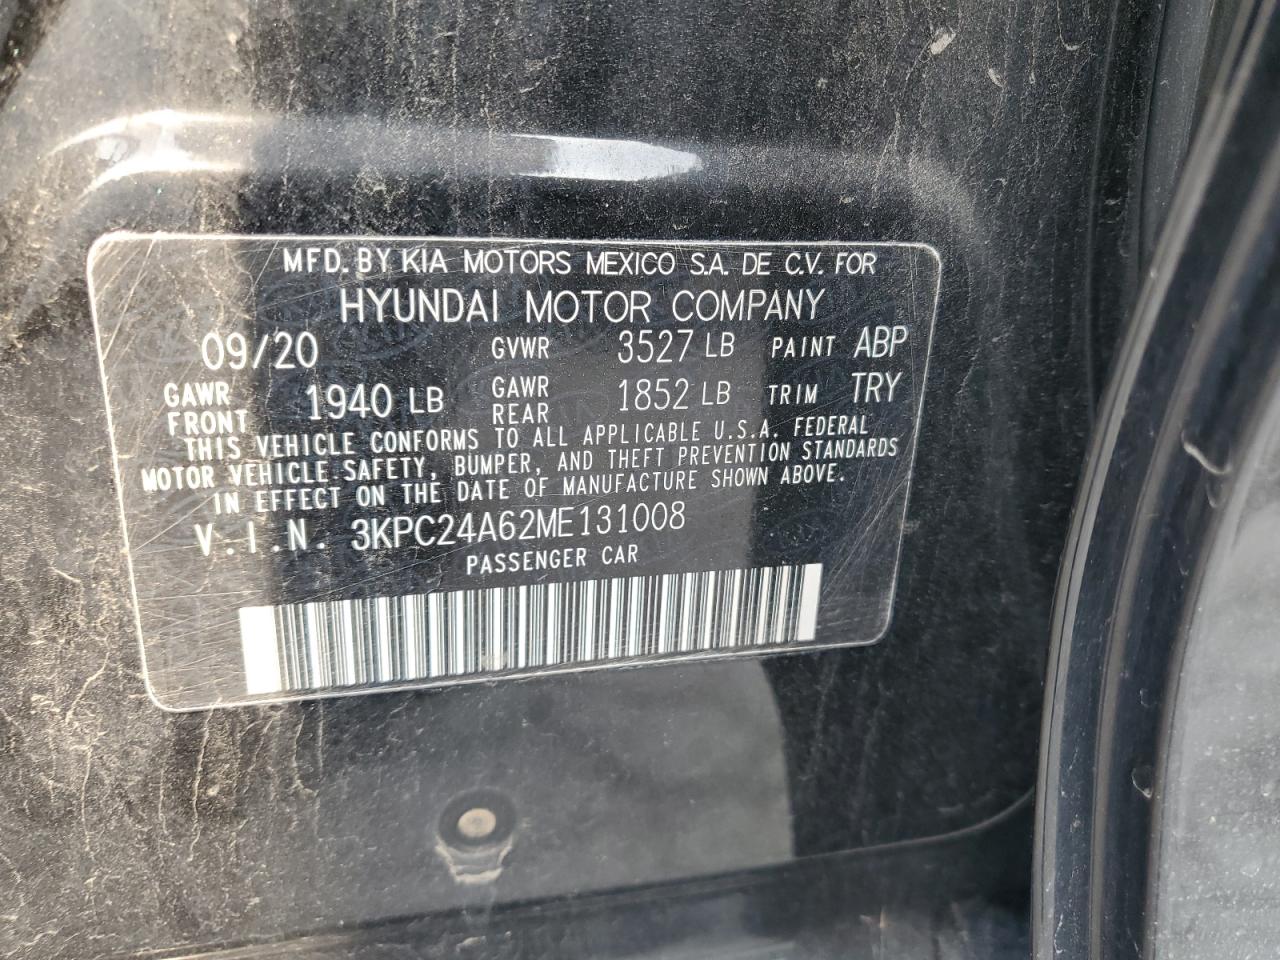 MFD. BY KIA MOTORS MEXICO S.A. DE C.V. FOR
HYUNDAI MOTOR COMPANY
09/20 GVWR 3527 LB PAINT ABP
GAWR FRONT 1940 LB GAWR REAR 1852 LB TRIM TRY
THIS VEHICLE CONFORMS TO ALL APPLICABLE U.S.A. FEDERAL
MOTOR VEHICLE SAFETY, BUMPER, AND THEFT PREVENTION STANDARDS
IN EFFECT ON THE DATE OF MANUFACTURE SHOWN ABOVE.
V.I.N. 3KPC24A62ME131008
PASSENGER CAR